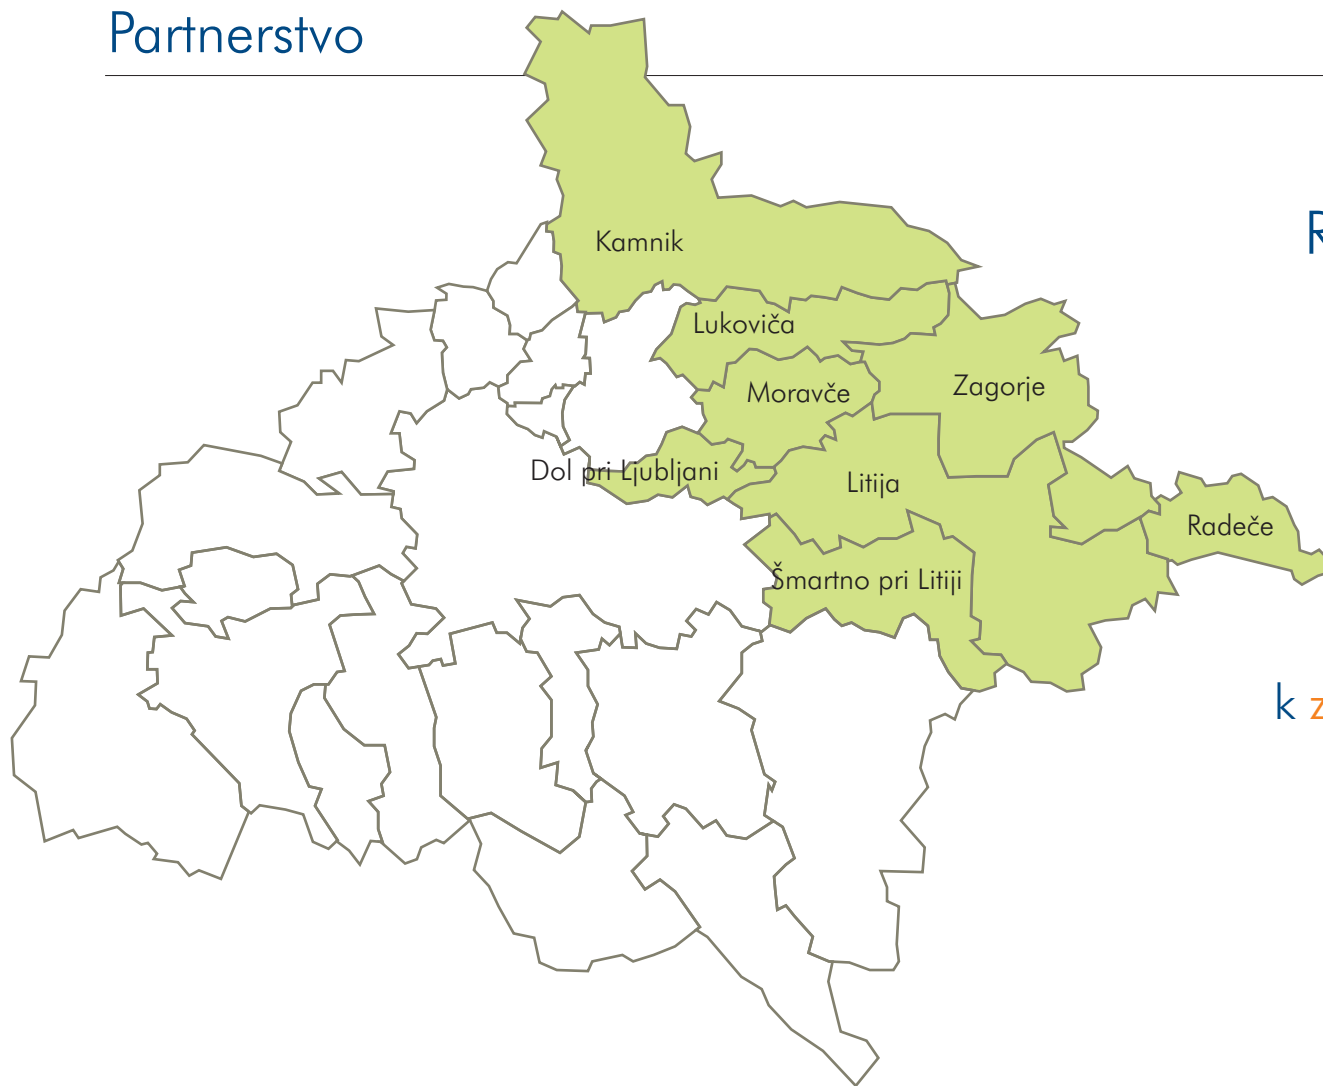 Partnerstvo
Kamnik
R
Lukoviča
Moravče
Zagorje
Dol pri Ljubljani
Litija
Radeče
Šmartno pri Litiji
k z